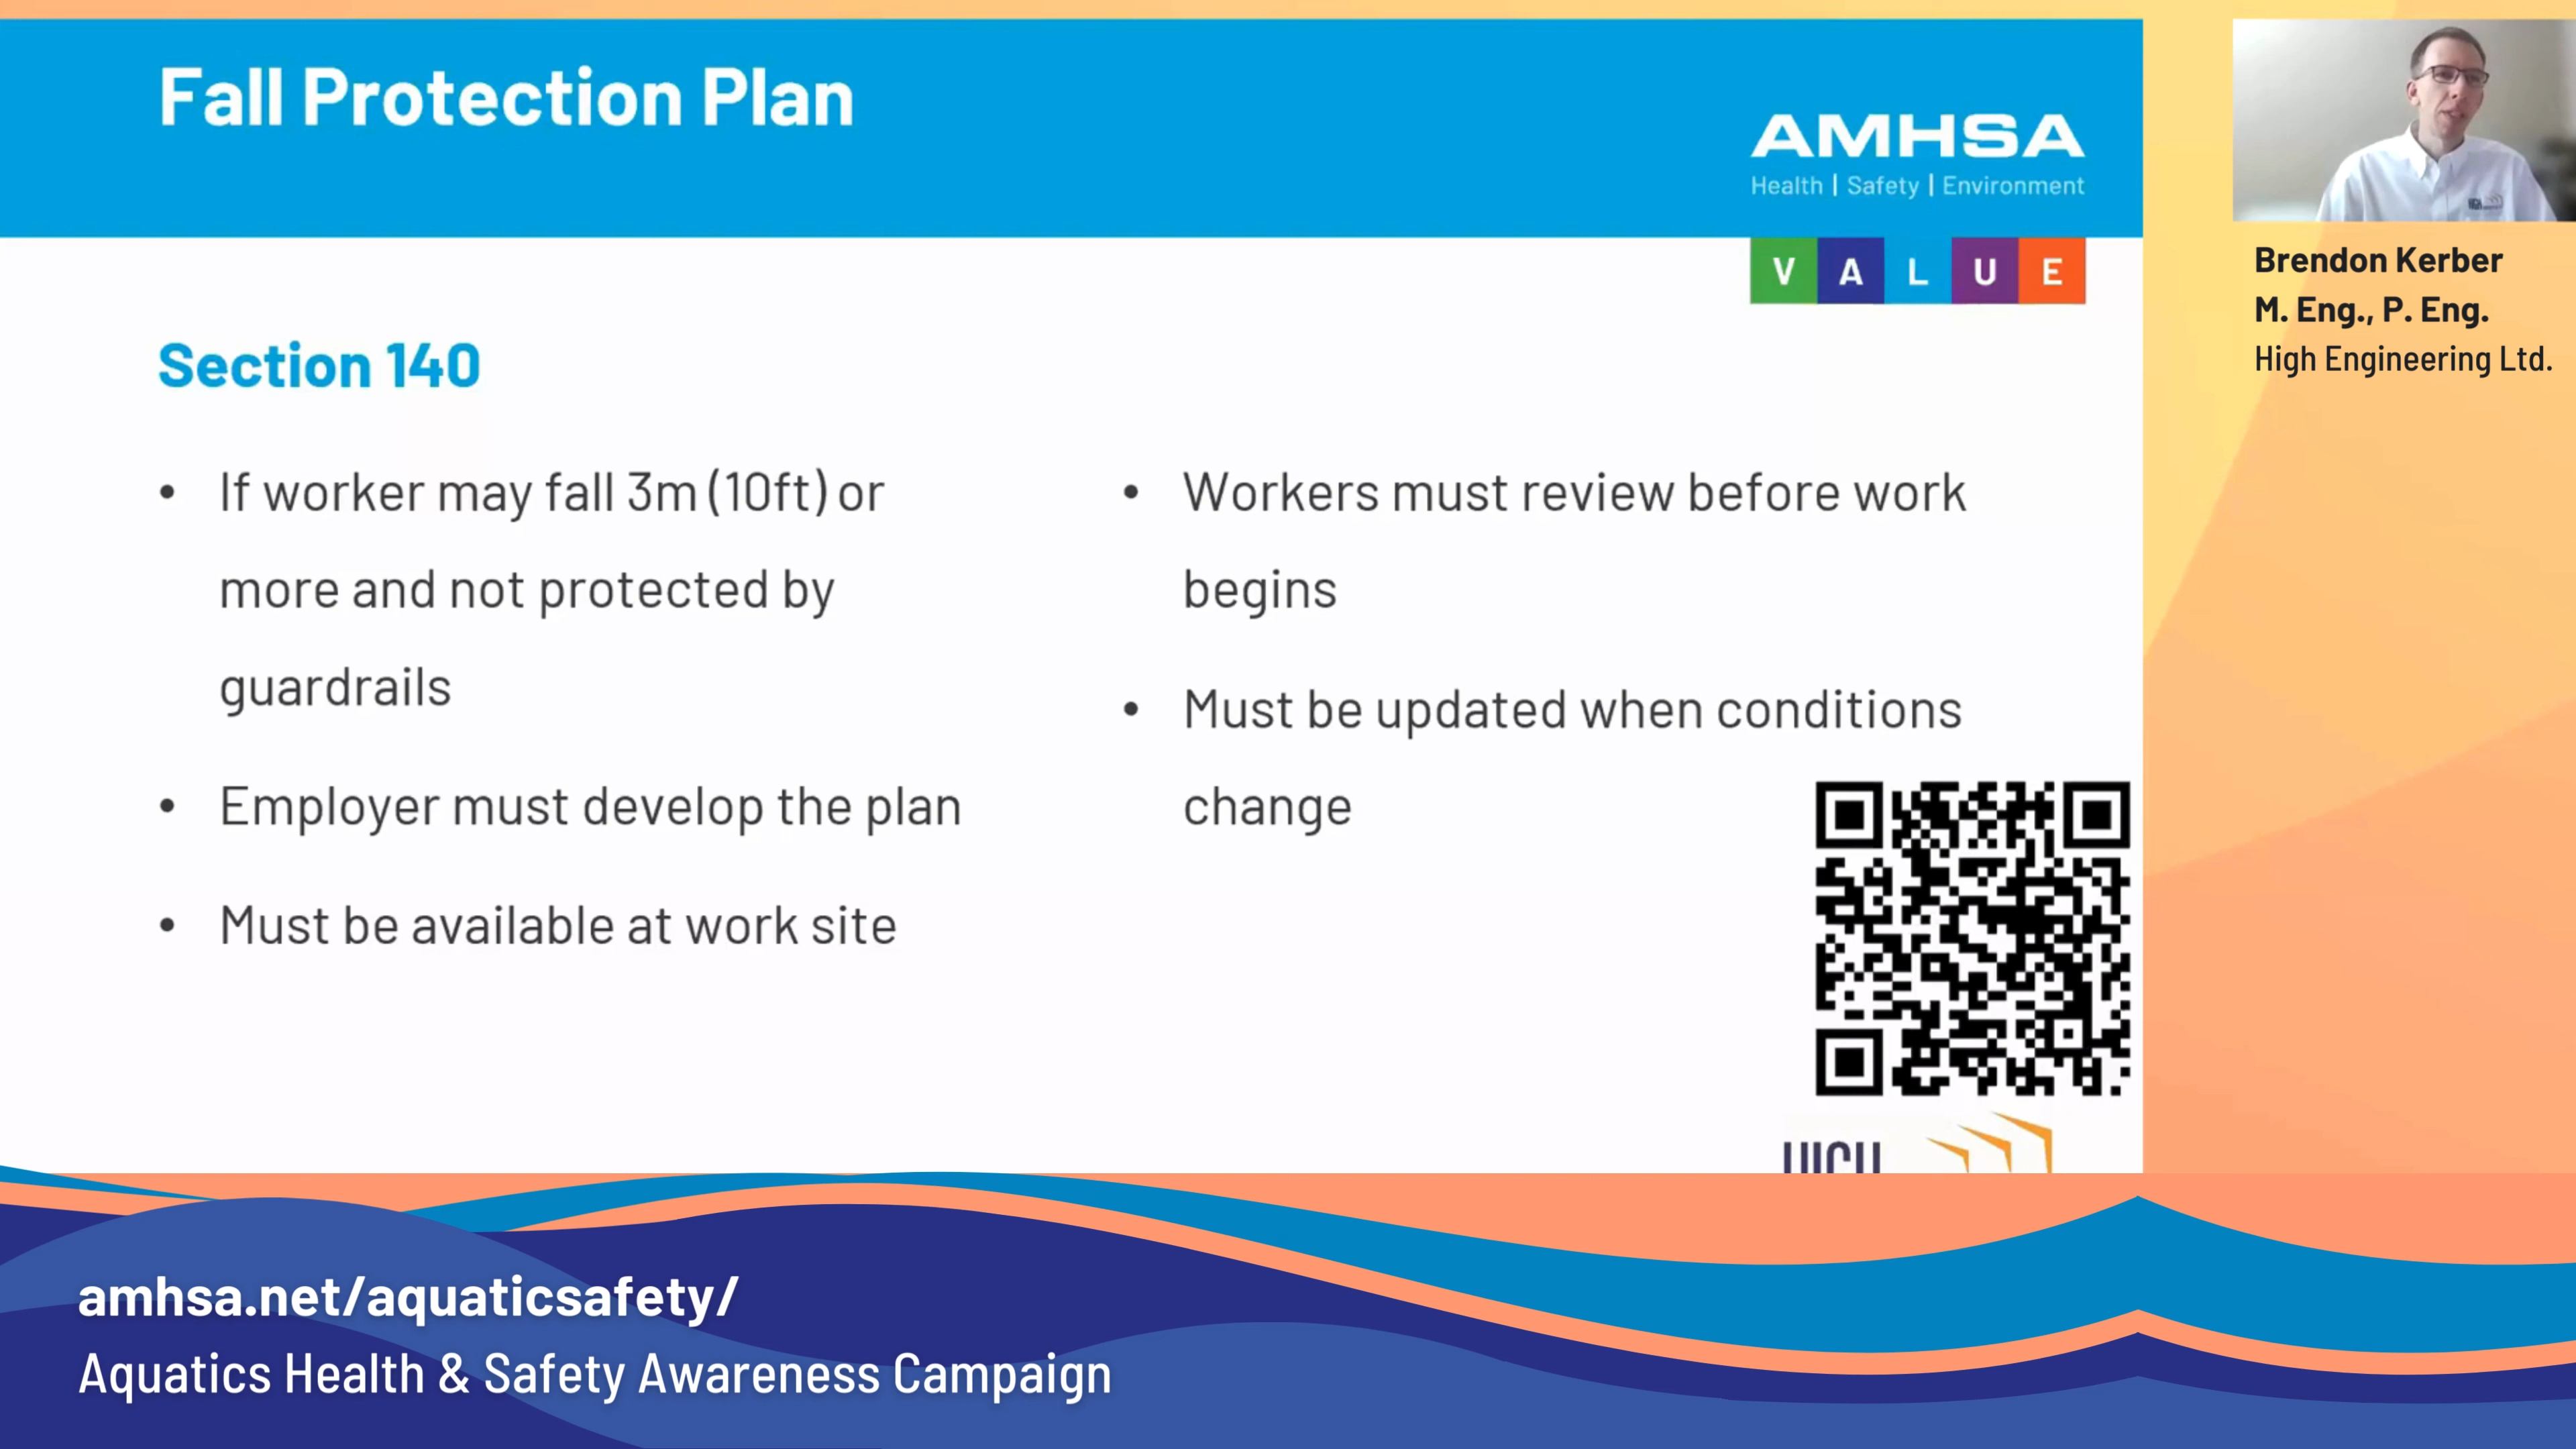 Fall Protection Plan
AMHSA
Health | Safety | Environment
VALUE
Section 140
• If worker may fall 3m (10ft) or
more and not protected by
guardrails
• Employer must develop the plan
• Must be available at work site
• Workers must review before work
begins
• Must be updated when conditions
change
Brendon Kerber
M. Eng., P. Eng.
High Engineering Ltd.
amhsa.net/aquaticsafety/
Aquatics Health & Safety Awareness Campaign